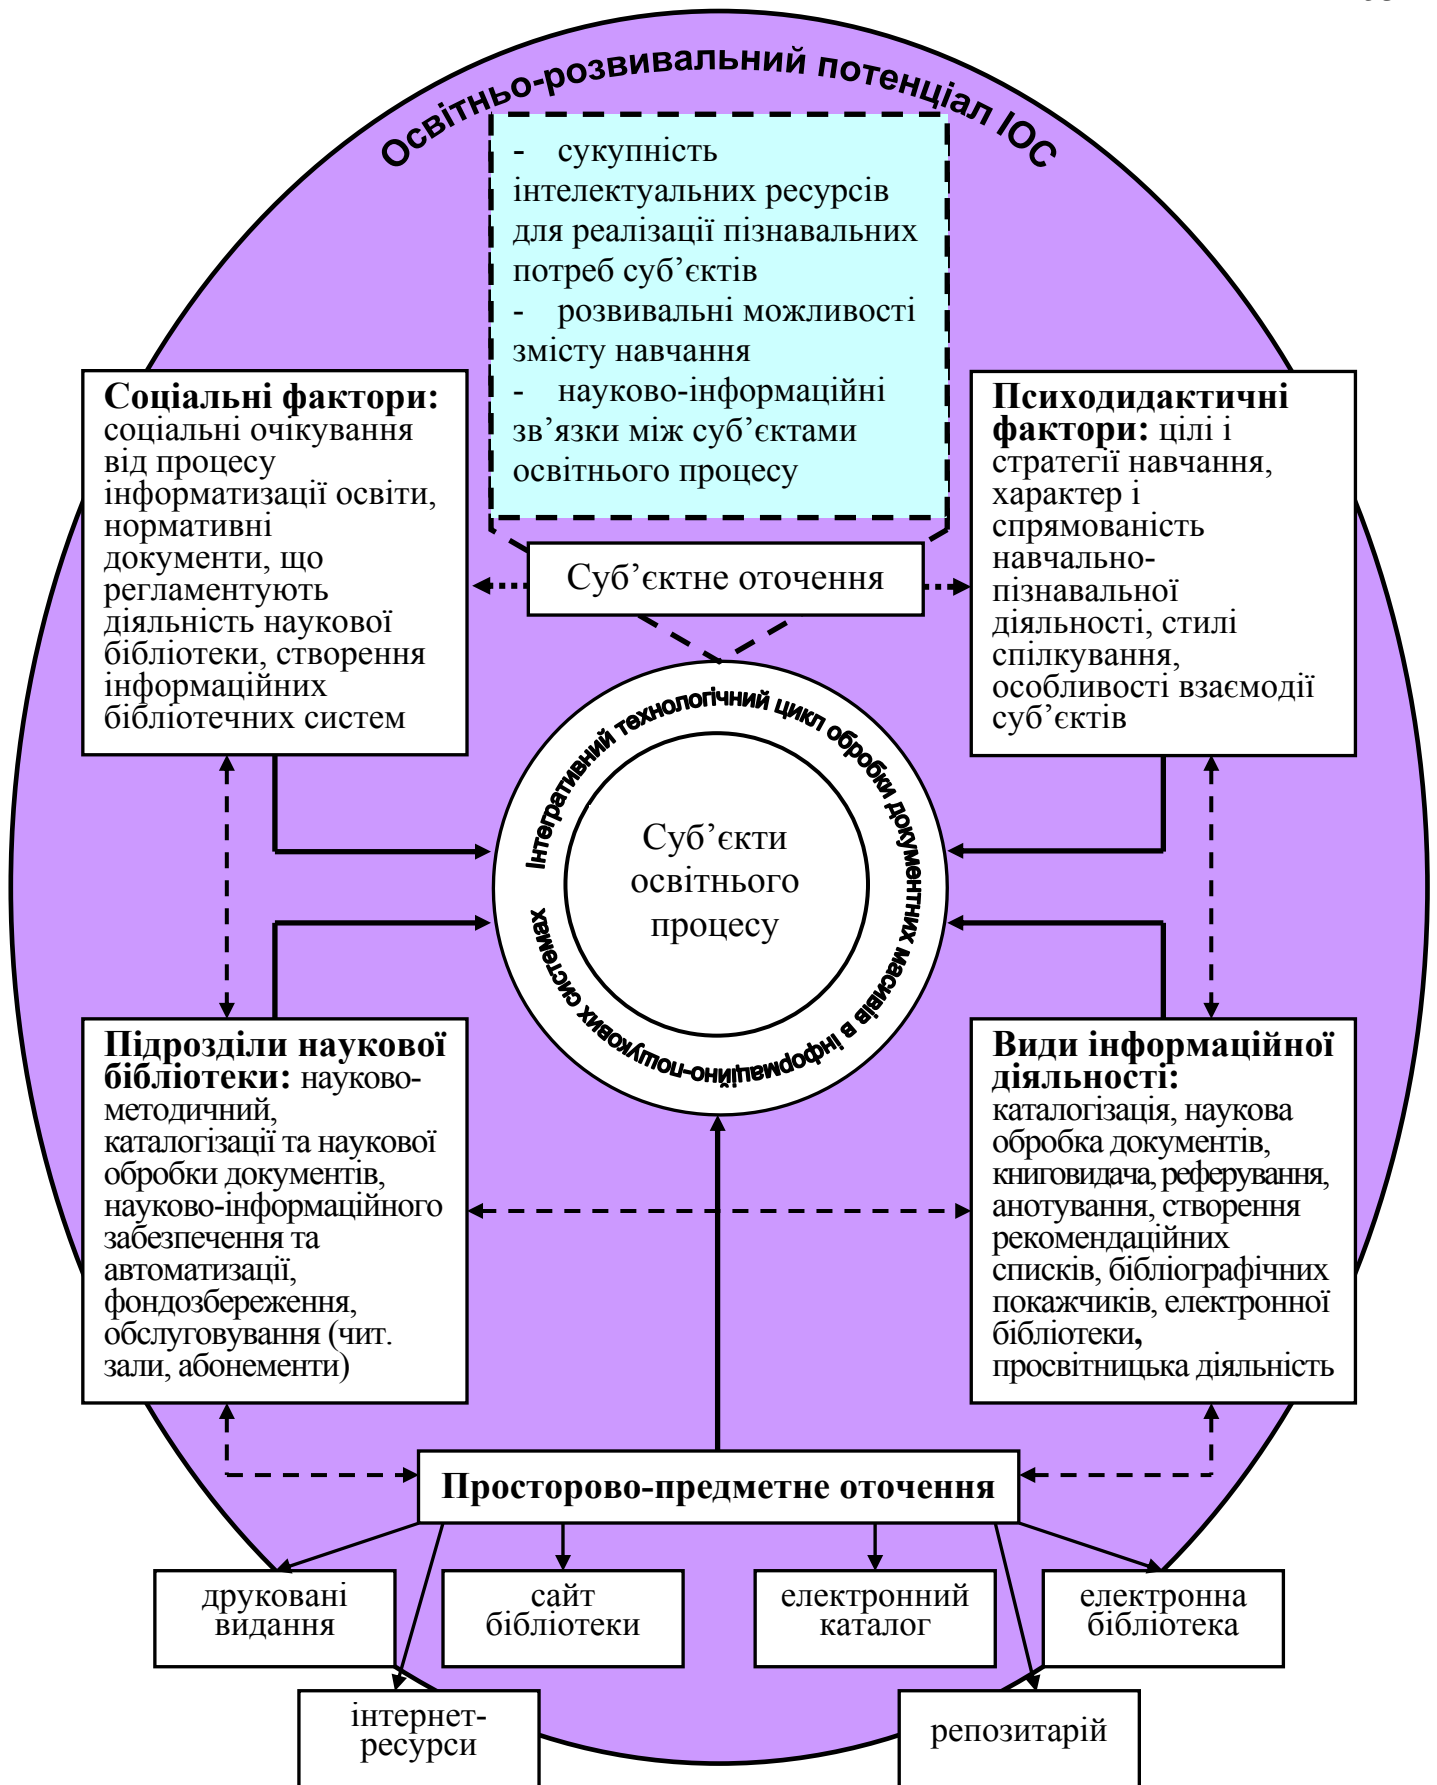 Освітньо-розвивальний потенціал ІОС
- сукупність
інтелектуальних ресурсів
для реалізації пізнавальних
потреб суб’єктів
- розвивальні можливості
змісту навчання
- науково-інформаційні
зв’язки між суб’єктами
освітнього процесу
Соціальні фактори:
соціальні очікування
від процесу
інформатизації освіти,
нормативні
документи, що
регламентують
діяльність наукової
бібліотеки, створення
інформаційних
бібліотечних систем
Психодидактичні
фактори: цілі і
стратегії навчання,
характер і
спрямованість
навчально-
пізнавальної
діяльності, стилі
спілкування,
особливості взаємодії
суб’єктів
Суб’єктне оточення
Інтегративний технологічний цикл обробки документних масивів в інформаційно-пошукових системах
Суб’єкти
освітнього
процесу
Підрозділи наукової
бібліотеки: науково-
методичний,
каталогізації та наукової
обробки документів,
науково-інформаційного
забезпечення та
автоматизації,
фондозбереження,
обслуговування (чит.
зали, абонементи)
Види інформаційної
діяльності:
каталогізація, наукова
обробка документів,
книговидача, реферування,
анотування, створення
рекомендаційних
списків, бібліографічних
покажчиків, електронної
бібліотеки,
просвітницька діяльність
Просторово-предметне оточення
друковані
видання
сайт
бібліотеки
електронний
каталог
електронна
бібліотека
інтернет-
ресурси
репозитарій